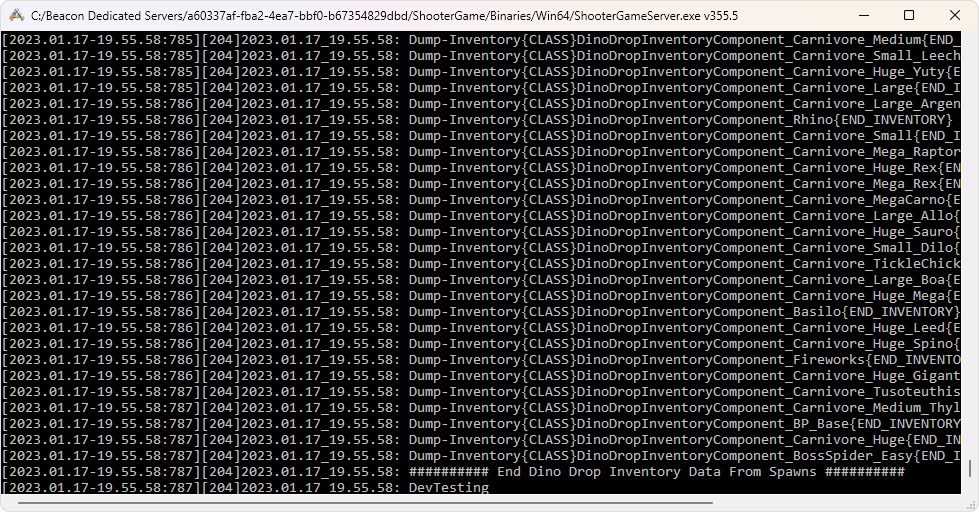 C:/Beacon Dedicated Servers/a60337af-fba2-4ea7-bbf0-b67354829dbd/ShooterGame/Binaries/Win64/ShooterGameServer.exe v355.5
[2023.01.17-19.55.58:785][204]2023.01.17_19.55.58: Dump-Inventory{CLASS}DinoDropInventoryComponent_Carnivore_Medium{END_
[2023.01.17-19.55.58:785][204]2023.01.17_19.55.58: Dump-Inventory{CLASS}DinoDropInventoryComponent_Carnivore_Small_Leech
[2023.01.17-19.55.58:785][204]2023.01.17_19.55.58: Dump-Inventory{CLASS}DinoDropInventoryComponent_Carnivore_Huge_Yuty{E
[2023.01.17-19.55.58:785][204]2023.01.17_19.55.58: Dump-Inventory{CLASS}DinoDropInventoryComponent_Carnivore_Large{END_I
[2023.01.17-19.55.58:786][204]2023.01.17_19.55.58: Dump-Inventory{CLASS}DinoDropInventoryComponent_Carnivore_Large_Argen
[2023.01.17-19.55.58:786][204]2023.01.17_19.55.58: Dump-Inventory{CLASS}DinoDropInventoryComponent_Rhino{END_INVENTORY}
[2023.01.17-19.55.58:786][204]2023.01.17_19.55.58: Dump-Inventory{CLASS}DinoDropInventoryComponent_Carnivore_Small{END_I
[2023.01.17-19.55.58:786][204]2023.01.17_19.55.58: Dump-Inventory{CLASS}DinoDropInventoryComponent_Carnivore_Mega_Raptor
[2023.01.17-19.55.58:786][204]2023.01.17_19.55.58: Dump-Inventory{CLASS}DinoDropInventoryComponent_Carnivore_Huge_Rex{EN
[2023.01.17-19.55.58:786][204]2023.01.17_19.55.58: Dump-Inventory{CLASS}DinoDropInventoryComponent_Carnivore_Mega_Rex{EN
[2023.01.17-19.55.58:786][204]2023.01.17_19.55.58: Dump-Inventory{CLASS}DinoDropInventoryComponent_Carnivore_MegaCarno{E
[2023.01.17-19.55.58:786][204]2023.01.17_19.55.58: Dump-Inventory{CLASS}DinoDropInventoryComponent_Carnivore_Large_Allo{
[2023.01.17-19.55.58:786][204]2023.01.17_19.55.58: Dump-Inventory{CLASS}DinoDropInventoryComponent_Carnivore_Huge_Sauro{
[2023.01.17-19.55.58:786][204]2023.01.17_19.55.58: Dump-Inventory{CLASS}DinoDropInventoryComponent_Carnivore_Small_Dilo{
[2023.01.17-19.55.58:786][204]2023.01.17_19.55.58: Dump-Inventory{CLASS}DinoDropInventoryComponent_Carnivore_TickleChick
[2023.01.17-19.55.58:786][204]2023.01.17_19.55.58: Dump-Inventory{CLASS}DinoDropInventoryComponent_Carnivore_Large_Boa{E
[2023.01.17-19.55.58:786][204]2023.01.17_19.55.58: Dump-Inventory{CLASS}DinoDropInventoryComponent_Carnivore_Huge_Mega{E
[2023.01.17-19.55.58:786][204]2023.01.17_19.55.58: Dump-Inventory{CLASS}DinoDropInventoryComponent_Basilo{END_INVENTORY}
[2023.01.17-19.55.58:786][204]2023.01.17_19.55.58: Dump-Inventory{CLASS}DinoDropInventoryComponent_Carnivore_Huge_Leed{E
[2023.01.17-19.55.58:786][204]2023.01.17_19.55.58: Dump-Inventory{CLASS}DinoDropInventoryComponent_Carnivore_Huge_Spino{
[2023.01.17-19.55.58:786][204]2023.01.17_19.55.58: Dump-Inventory{CLASS}DinoDropInventoryComponent_Fireworks{END_INVENTO
[2023.01.17-19.55.58:786][204]2023.01.17_19.55.58: Dump-Inventory{CLASS}DinoDropInventoryComponent_Carnivore_Huge_Gigant
[2023.01.17-19.55.58:787][204]2023.01.17_19.55.58: Dump-Inventory{CLASS}DinoDropInventoryComponent_Carnivore_Tusoteuthis
[2023.01.17-19.55.58:787][204]2023.01.17_19.55.58: Dump-Inventory{CLASS}DinoDropInventoryComponent_Carnivore_Medium_Thyl
[2023.01.17-19.55.58:787][204]2023.01.17_19.55.58: Dump-Inventory{CLASS}DinoDropInventoryComponent_BP_Base{END_INVENTORY
[2023.01.17-19.55.58:787][204]2023.01.17_19.55.58: Dump-Inventory{CLASS}DinoDropInventoryComponent_Carnivore_Huge{END_IN
[2023.01.17-19.55.58:787][204]2023.01.17_19.55.58: Dump-Inventory{CLASS}DinoDropInventoryComponent_BossSpider_Easy{END_I
[2023.01.17-19.55.58:787][204]2023.01.17_19.55.58: ########## End Dino Drop Inventory Data From Spawns ##########
[2023.01.17-19.55.58:787][204]2023.01.17_19.55.58: DevTesting